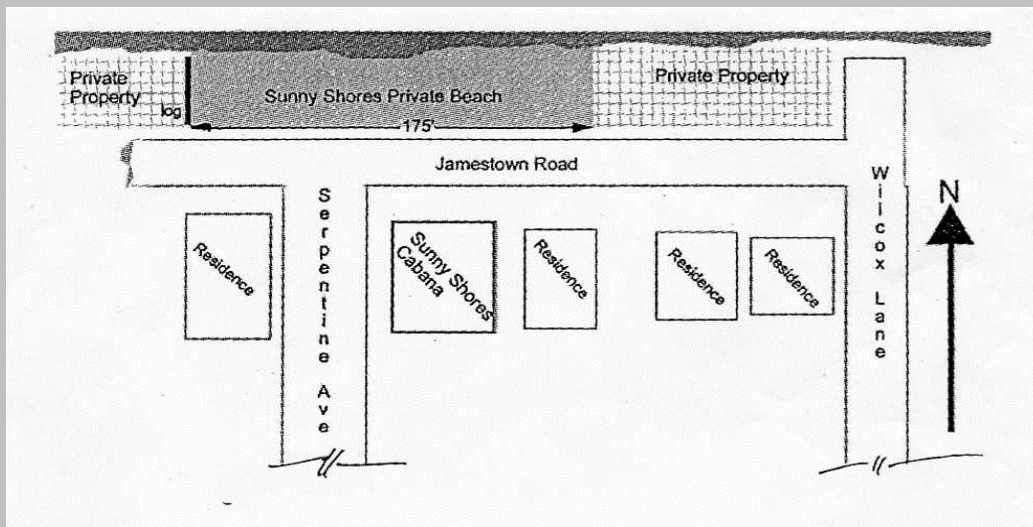 Private
Property
log
Sunny Shores Private Beach
Private Property
175'
Jamestown Road
Serpentine Ave
Wilcox Lane
N
Residence
Sunny Shores
Cabana
Residence
Residence
Residence